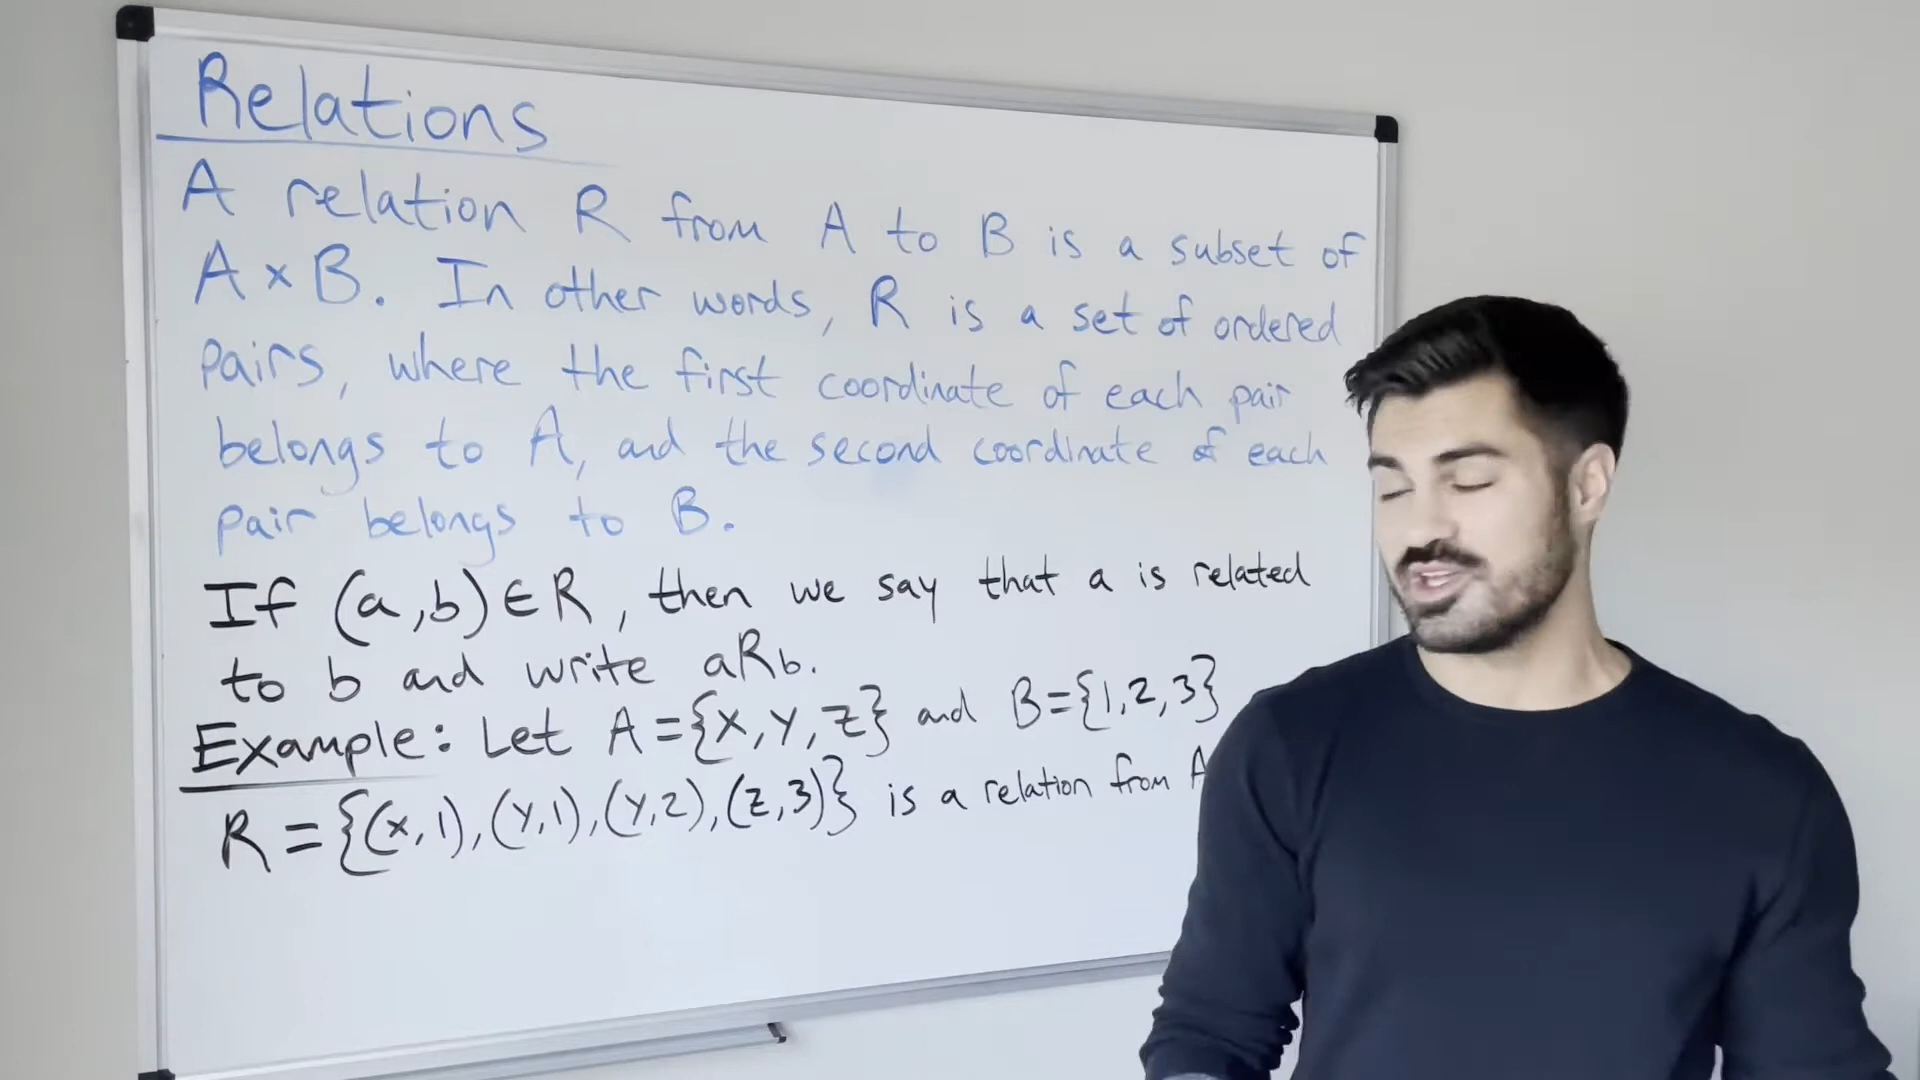 Relations
A relation R from A to B is a subset of
A × B. In other words, R is a set of ordered
pairs, where the first coordinate of each pair
belongs to A, and the second coordinate of each
pair belongs to B.
If (a,b)∈R, then we say that a is related
to b and write aRb.
Example: Let A={x,y,z} and B={1,2,3}
R={(x,1),(y,1),(y,2),(z,3)} is a relation from A